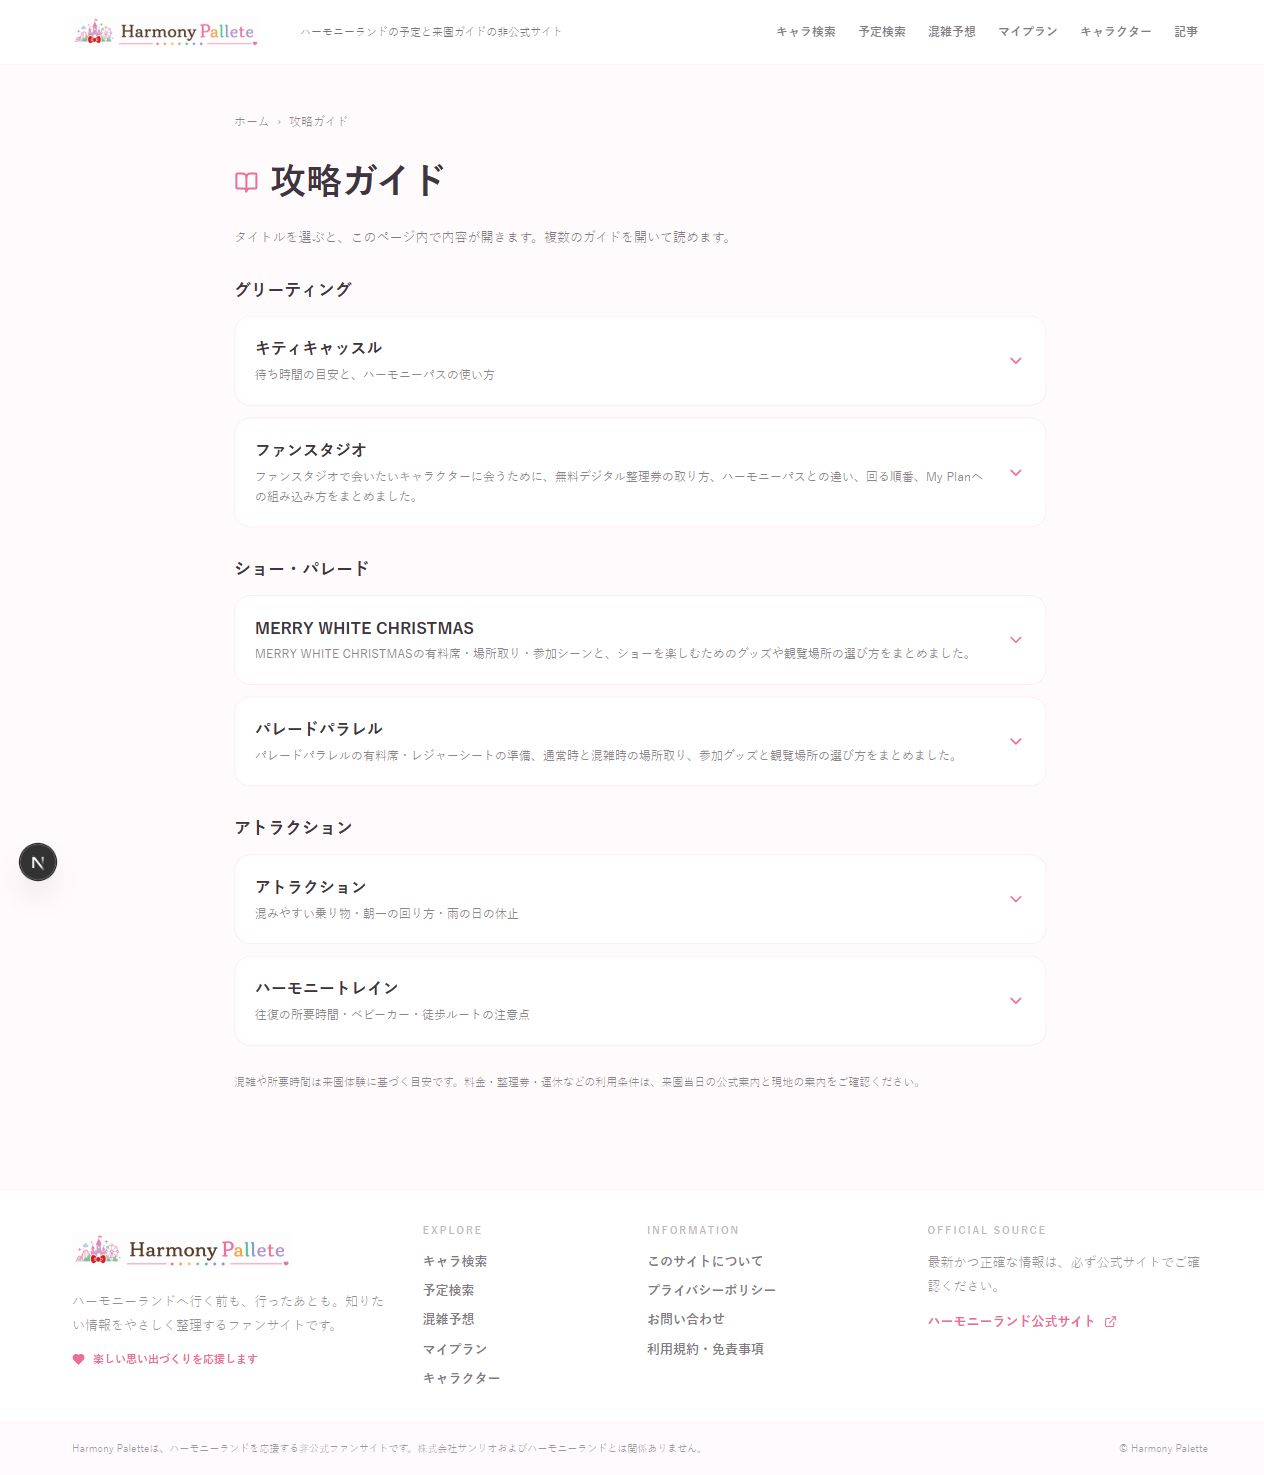 Harmony Pallete
ハーモニーランドの予定と来園ガイドの非公式サイト
キャラ検索 予定検索 混雑予想 マイプラン キャラクター 記事
ホーム › 攻略ガイド
攻略ガイド
タイトルを選ぶと、このページ内で内容が開きます。複数のガイドを開いて読めます。
グリーティング
キティキャッスル
待ち時間の目安と、ハーモニーパスの使い方
ファンスタジオ
ファンスタジオで会いたいキャラクターに会うために、無料デジタル整理券の取り方、ハーモニーパスとの違い、回る順番、My Planへ
の組み込み方をまとめました。
ショー・パレード
MERRY WHITE CHRISTMAS
MERRY WHITE CHRISTMASの有料席・場所取り・参加シーンと、ショーを楽しむためのグッズや観覧場所の選び方をまとめました。
パレードパラレル
パレードパラレルの有料席・レジャーシートの準備、通常時と混雑時の場所取り、参加グッズと観覧場所の選び方をまとめました。
アトラクション
アトラクション
混みやすい乗り物・朝一の回り方・雨の日の休止
ハーモニートレイン
往復の所要時間・ベビーカー・徒歩ルートの注意点
混雑や所要時間は来園体験に基づく目安です。料金・整理券・運休などの利用条件は、来園当日の公式案内と現地の案内をご確認ください。
N
Harmony Pallete
ハーモニーランドへ行く前も、行ったあとも。知りた
い情報をやさしく整理するファンサイトです。
楽しい思い出づくりを応援します
EXPLORE
キャラ検索
予定検索
混雑予想
マイプラン
キャラクター
INFORMATION
このサイトについて
プライバシーポリシー
お問い合わせ
利用規約・免責事項
OFFICIAL SOURCE
最新かつ正確な情報は、必ず公式サイトでご確
認ください。
ハーモニーランド公式サイト
Harmony Paletteは、ハーモニーランドを応援する非公式ファンサイトです。株式会社サンリオおよびハーモニーランドとは関係ありません。
© Harmony Palette